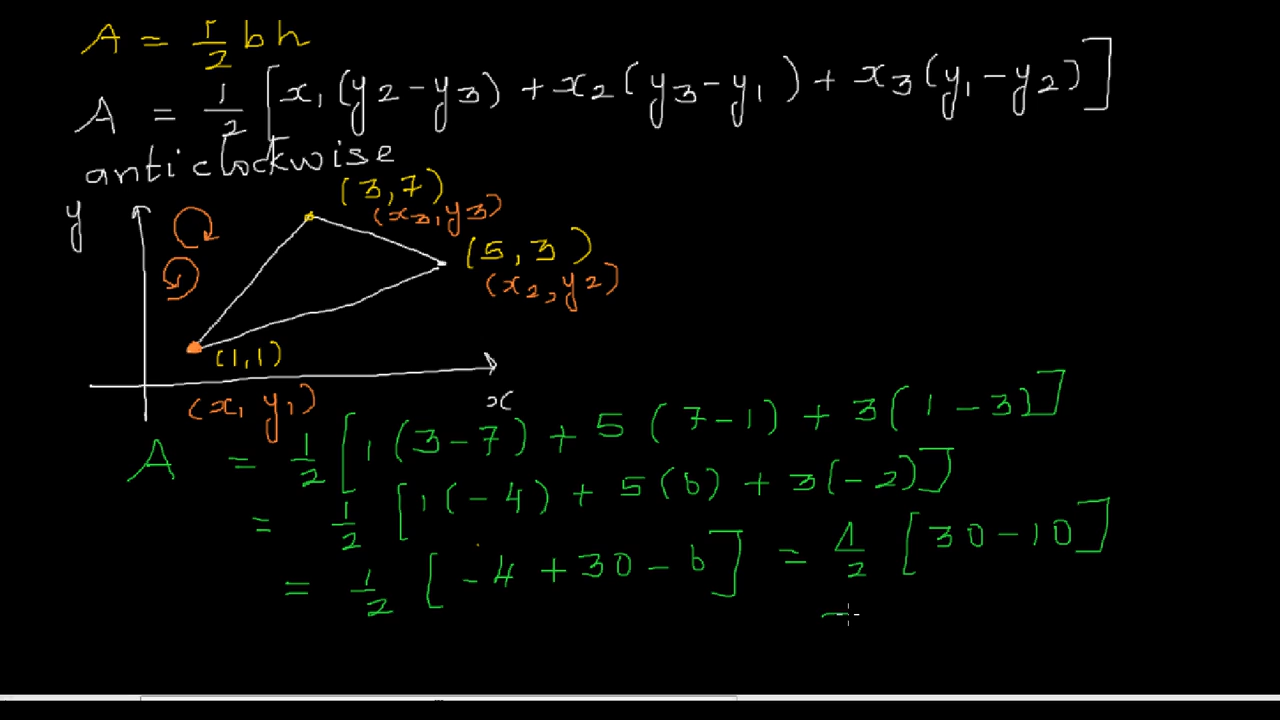 A = 1/2 bh
A = 1/2 [x₁(y2-y3) + x2(y3-y₁) + x3(y₁-y2)]
anticlockwise
y
(3,7)
(x3,y3)
(5,3)
(x2,y2)
(1,1)
(x₁ y₁)
x
A = 1/2 [1(3-7) + 5(7-1) + 3(1-3)]
= 1/2 [1(-4) + 5(6) + 3(-2)]
= 1/2 [-4+30-6] = 1/2 [30-10]